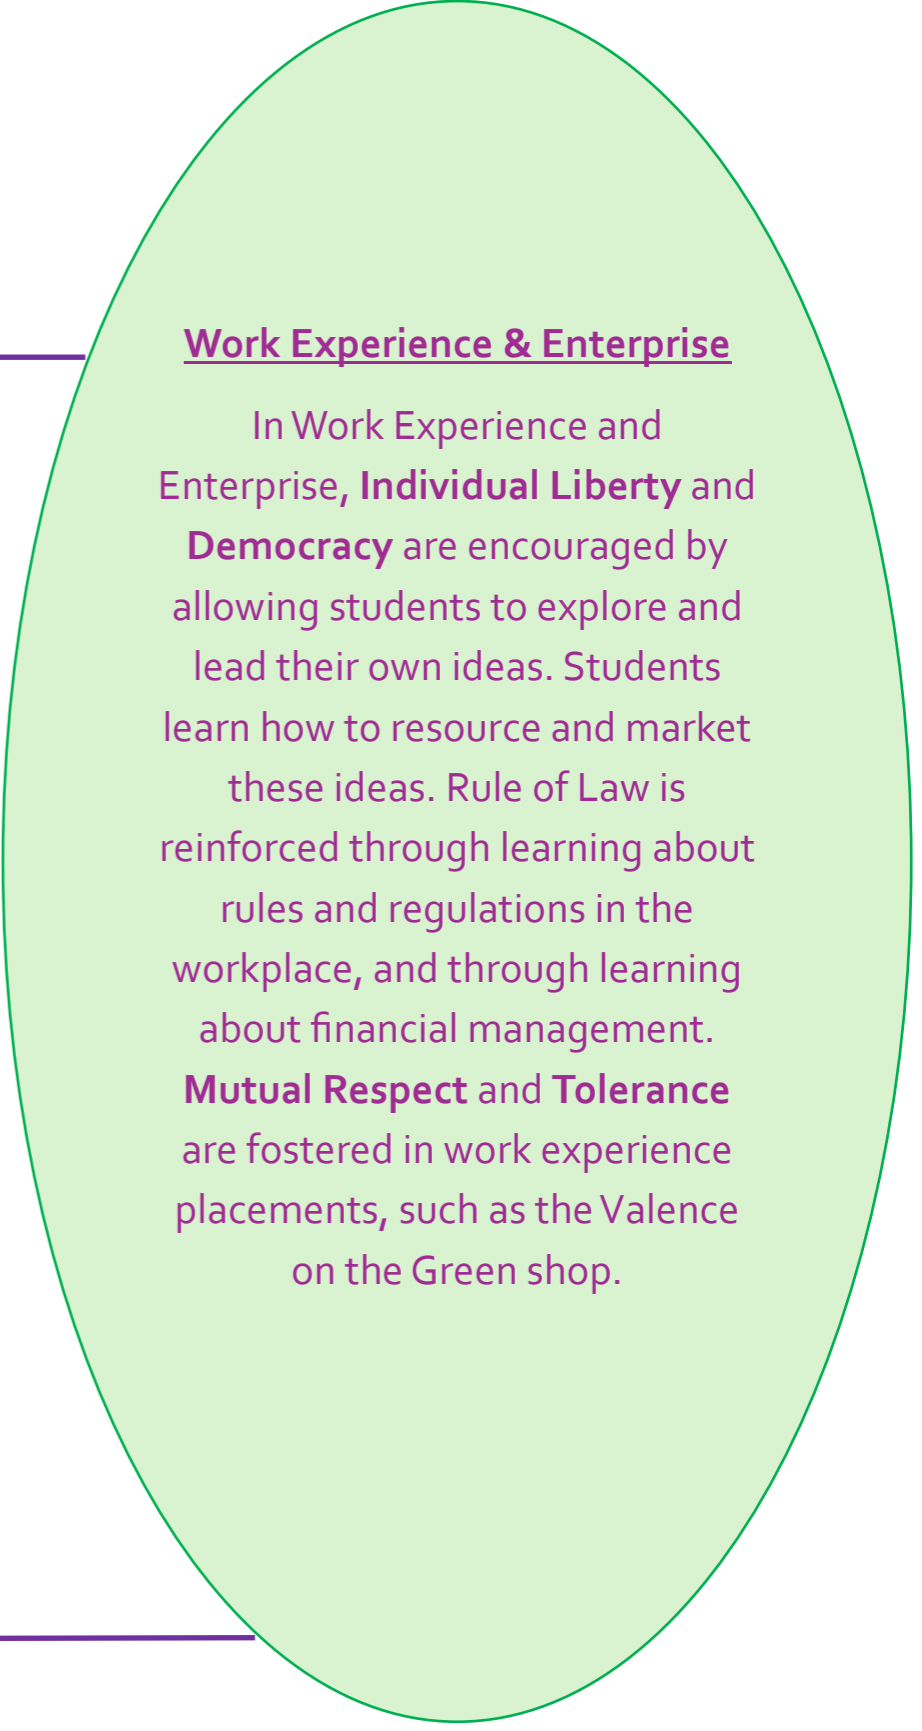 Work Experience & Enterprise
In Work Experience and
Enterprise, Individual Liberty and
Democracy are encouraged by
allowing students to explore and
lead their own ideas. Students
learn how to resource and market
these ideas. Rule of Law is
reinforced through learning about
rules and regulations in the
workplace, and through learning
about financial management.
Mutual Respect and Tolerance
are fostered in work experience
placements, such as the Valence
on the Green shop.